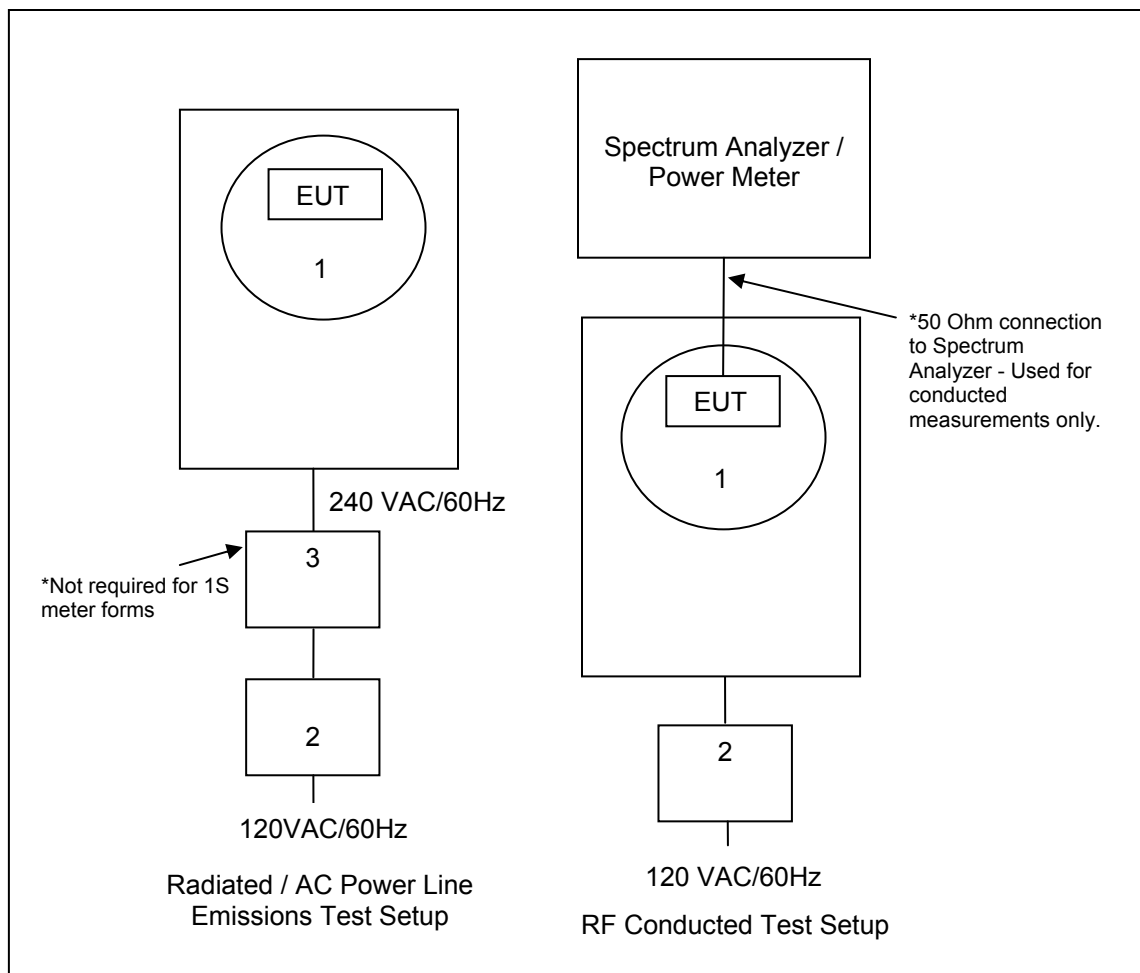 EUT
1
240 VAC/60Hz
3
*Not required for 1S
meter forms
2
120VAC/60Hz
Radiated / AC Power Line
Emissions Test Setup
Spectrum Analyzer /
Power Meter
*50 Ohm connection
to Spectrum
Analyzer - Used for
conducted
measurements only.
EUT
1
2
120 VAC/60Hz
RF Conducted Test Setup